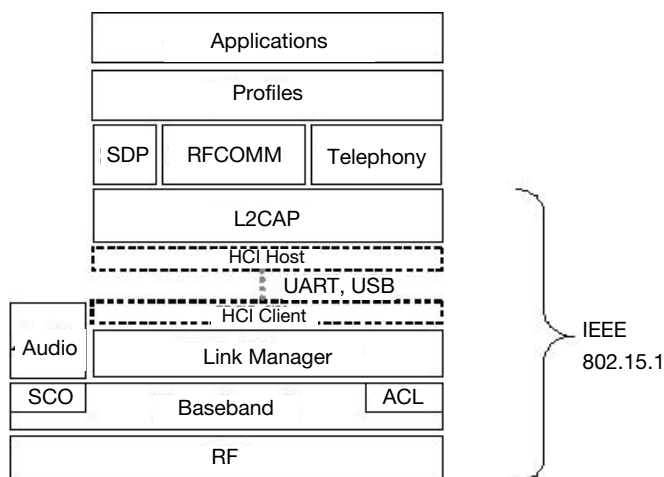 Applications
Profiles
SDP RFCOMM Telephony
L2CAP
HCI Host
UART, USB
HCI Client
Audio
Link Manager
IEEE
802.15.1
SCO
Baseband
ACL
RF